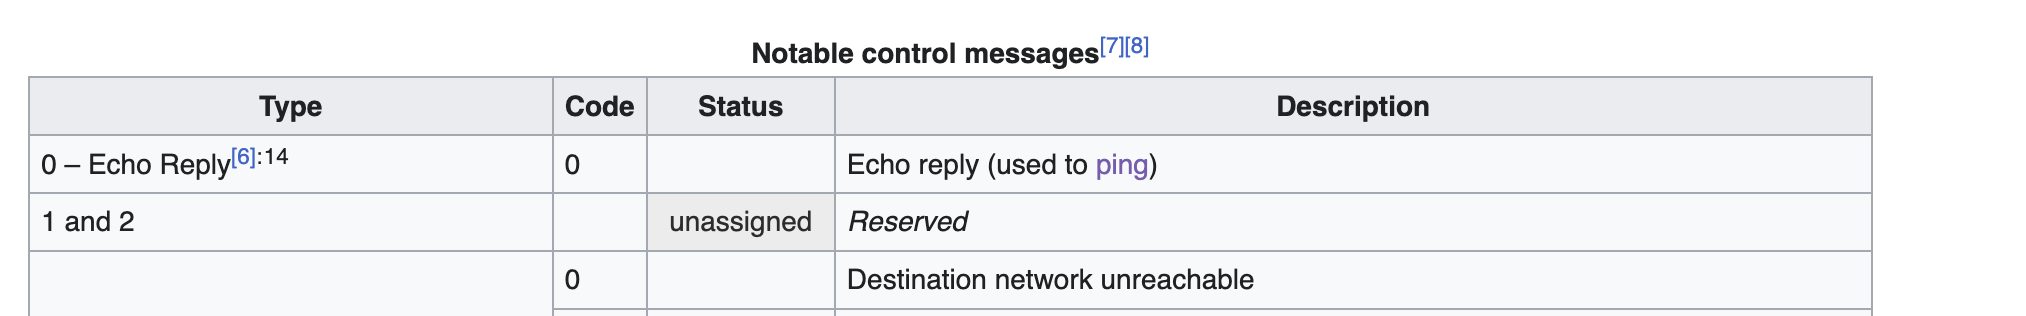 Notable control messages[7][8]
Type Code Status Description
0 – Echo Reply[6]:14 0 Echo reply (used to ping)
1 and 2 unassigned Reserved
0 Destination network unreachable